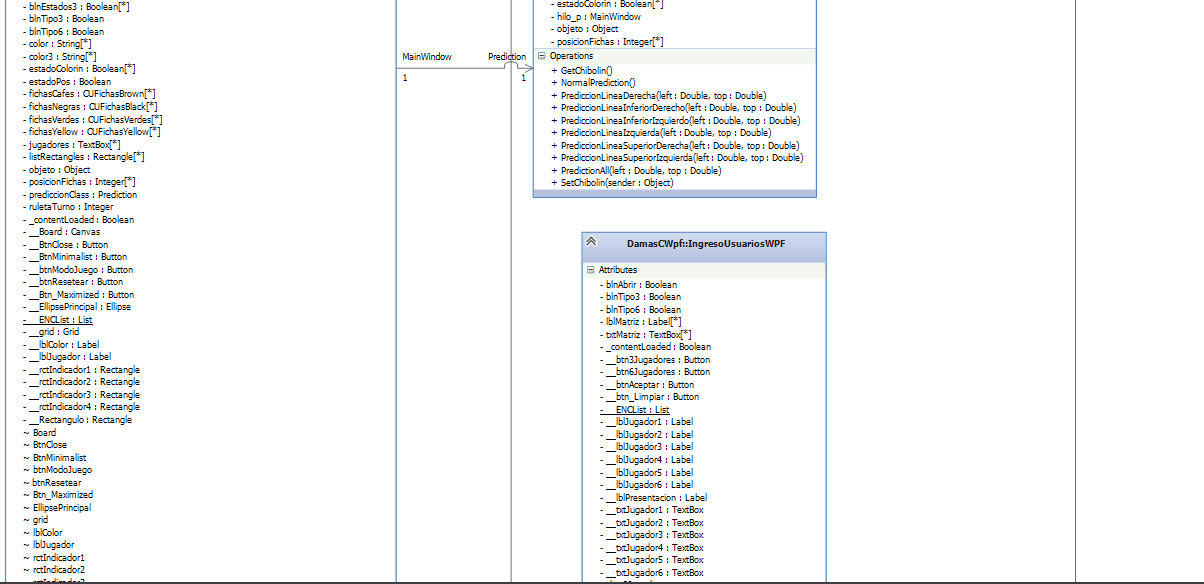 - blnEstados3 : Boolean[*]
- blnTipo3 : Boolean
- blnTipo6 : Boolean
- color : String[*]
- color3 : String[*]
- estadoColorin : Boolean[*]
- estadoPos : Boolean
- fichasCafes : CUFichasBrown[*]
- fichasNegras : CUFichasBlack[*]
- fichasVerdes : CUFichasVerdes[*]
- fichasYellow : CUFichasYellow[*]
- jugadores : TextBox[*]
- listRectangles : Rectangle[*]
- objeto : Object
- posicionFichas : Integer[*]
- prediccionClass : Prediction
- ruletaTurno : Integer
- _contentLoaded : Boolean
- __Board : Canvas
- __BtnClose : Button
- __BtnMinimalist : Button
- __btnModoJuego : Button
- __btnResetear : Button
- __Btn_Maximized : Button
- __EllipsePrincipal : Ellipse
- __ENCList : List
- __grid : Grid
- __lblColor : Label
- __lblJugador : Label
- __rctIndicador1 : Rectangle
- __rctIndicador2 : Rectangle
- __rctIndicador3 : Rectangle
- __rctIndicador4 : Rectangle
- __Rectangulo : Rectangle
~ Board
~ BtnClose
~ BtnMinimalist
~ btnModoJuego
~ btnResetear
~ Btn_Maximized
~ EllipsePrincipal
~ grid
~ lblColor
~ lblJugador
~ rctIndicador1
~ rctIndicador2
MainWindow
1
Prediction
1
- estadoColorin : Boolean[*]
- hilo_p : MainWindow
- objeto : Object
- posicionFichas : Integer[*]
Operations
+ GetChibolin()
+ NormalPrediction()
+ PrediccionLineaDerecha(left : Double, top : Double)
+ PrediccionLineaInferiorDerecho(left : Double, top : Double)
+ PrediccionLineaInferiorIzquierdo(left : Double, top : Double)
+ PrediccionLineaIzquierda(left : Double, top : Double)
+ PrediccionLineaSuperiorDerecha(left : Double, top : Double)
+ PrediccionLineaSuperiorIzquierda(left : Double, top : Double)
+ PredictionAll(left : Double, top : Double)
+ SetChibolin(sender : Object)
DamasCWpf::IngresoUsuariosWPF
Attributes
- blnAbrir : Boolean
- blnTipo3 : Boolean
- blnTipo6 : Boolean
- lblMatriz : Label[*]
- txtMatriz : TextBox[*]
- _contentLoaded : Boolean
- __btn3Jugadores : Button
- __btn6Jugadores : Button
- __btnAceptar : Button
- __btn_Limpiar : Button
- __ENCList : List
- __lblJugador1 : Label
- __lblJugador2 : Label
- __lblJugador3 : Label
- __lblJugador4 : Label
- __lblJugador5 : Label
- __lblJugador6 : Label
- __lblPresentacion : Label
- __txtJugador1 : TextBox
- __txtJugador2 : TextBox
- __txtJugador3 : TextBox
- __txtJugador4 : TextBox
- __txtJugador5 : TextBox
- __txtJugador6 : TextBox